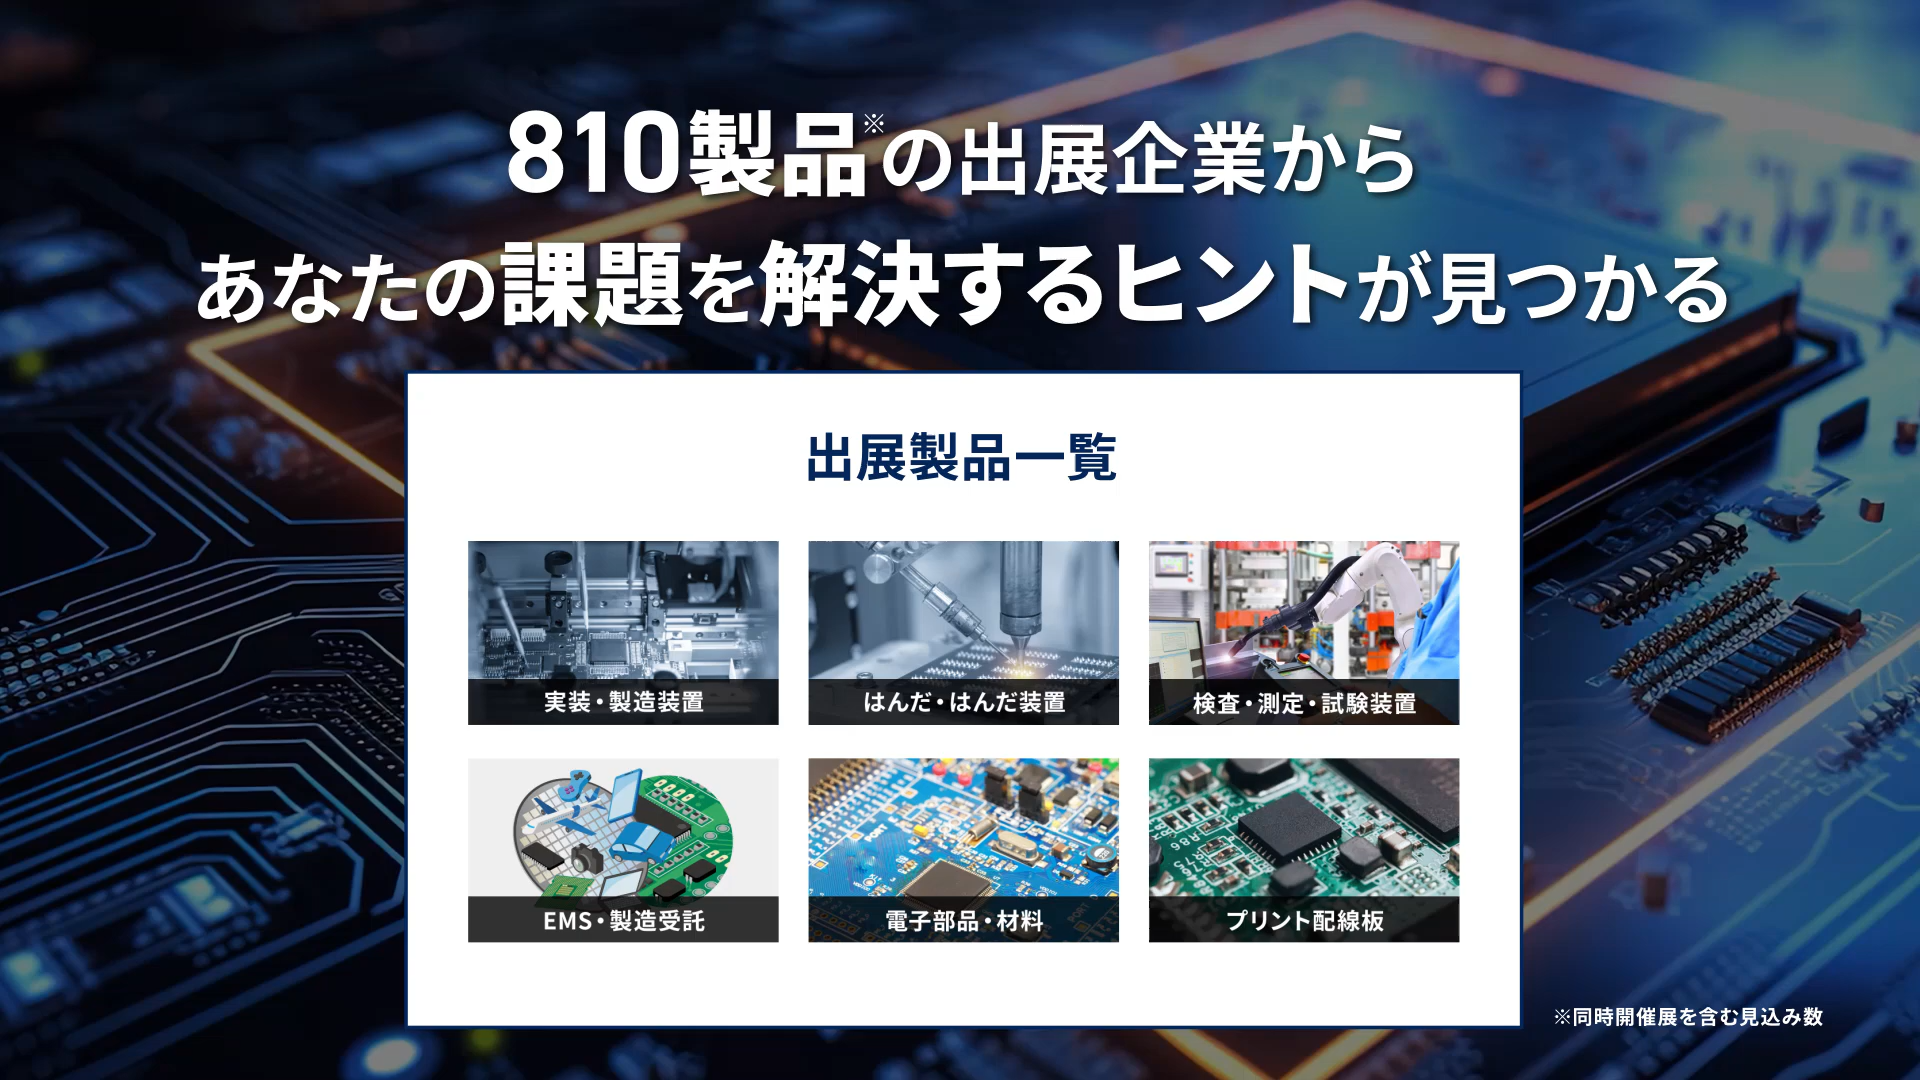 810製品※の出展企業から
あなたの課題を解決するヒントが見つかる
出展製品一覧
実装・製造装置
はんだ・はんだ装置
検査・測定・試験装置
EMS・製造受託
電子部品・材料
プリント配線板
※同時開催展を含む見込み数